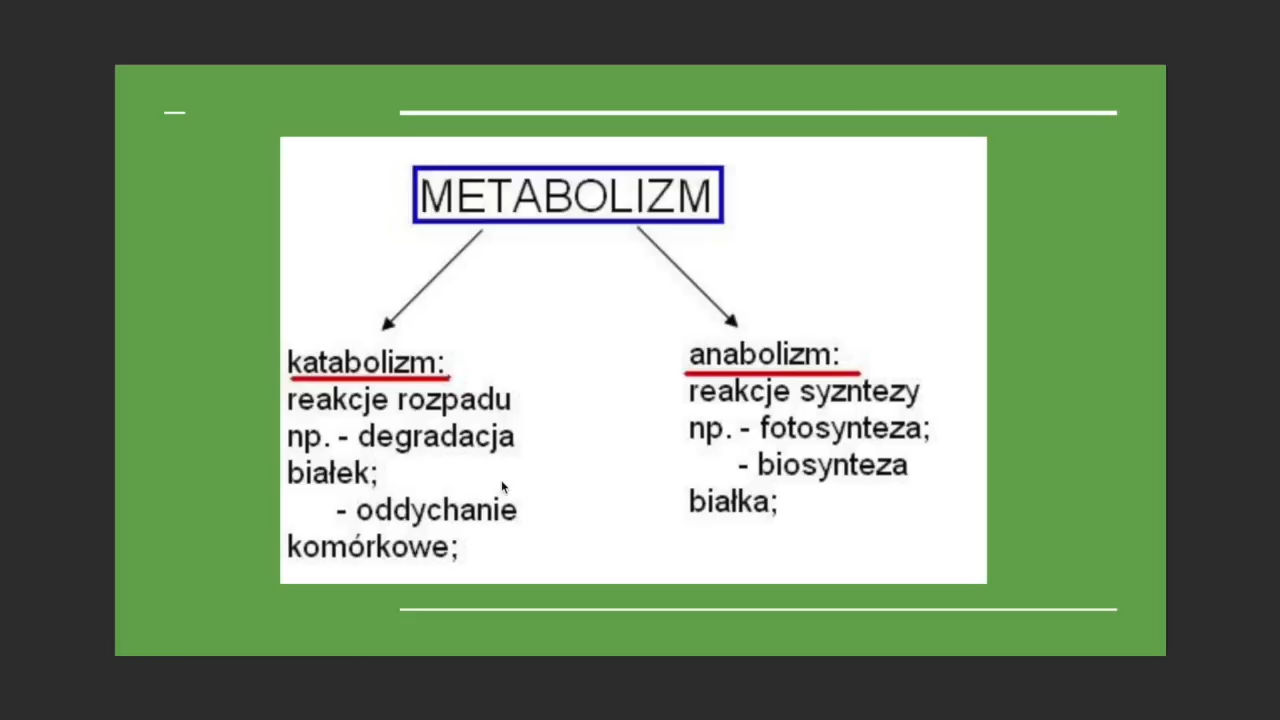 METABOLIZM
katabolizm:
reakcje rozpadu
np. - degradacja
białek;
- oddychanie
komórkowe;
anabolizm:
reakcje syzntezy
np. - fotosynteza;
- biosynteza
białka;